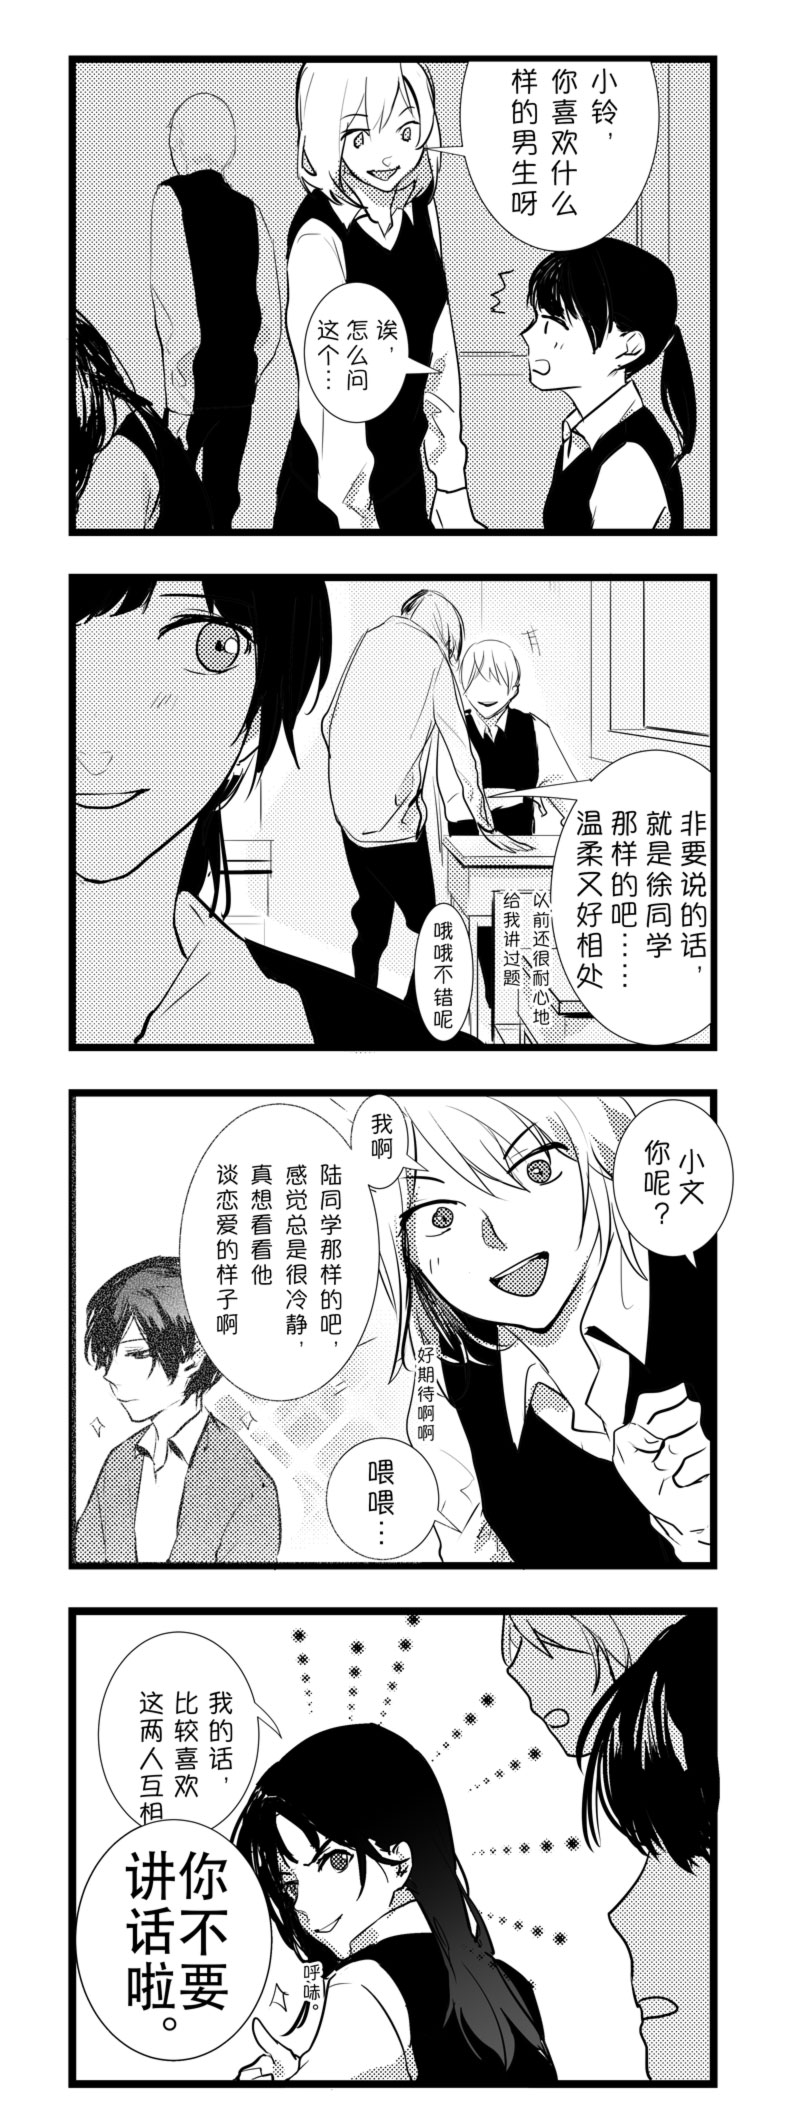 小铃，
你喜欢什么
样的男生呀
诶，
怎么问
这个…
非要说的话，
就是徐同学
那样的吧……
温柔又好相处
以前还很耐心地
给我讲过题
哦哦不错呢
小文
你呢？
我啊
陆同学那样的吧，
感觉总是很冷静，
真想看看他
谈恋爱的样子啊
好期待啊啊
喂喂…
我的话，
比较喜欢
这两人互相
你不要
讲话啦。
呼哧。